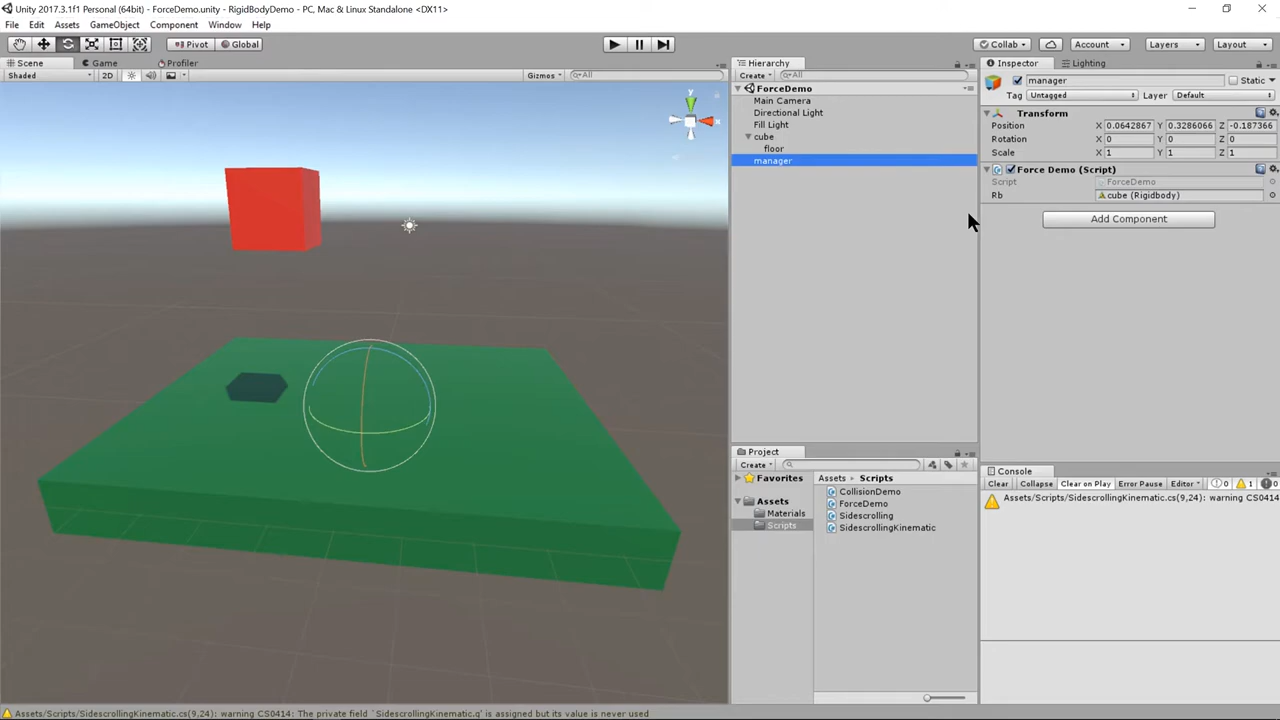 Unity 2017.3.1f1 Personal (64bit) - ForceDemo.unity - RigidBodyDemo - PC, Mac & Linux Standalone <DX11>
File Edit Assets GameObject Component Window Help
Pivot Global Collab Account Layers Layout
Scene Game Profiler
Shaded 2D Gizmos All
y
Hierarchy
Create All
ForceDemo
Main Camera
Directional Light
Fill Light
cube
floor
manager
Inspector Lighting
manager Static
Tag Untagged Layer Default
Transform
Position X 0.0642867 Y 0.3286066 Z -0.187366
Rotation X 0 Y 0 Z 0
Scale X 1 Y 1 Z 1
Force Demo (Script)
Script ForceDemo
Rb cube (Rigidbody)
Add Component
Project
Create
Favorites
Assets
Materials
Scripts
Assets Scripts
CollisionDemo
ForceDemo
Sidescrolling
SidescrollingKinematic
Console
Clear Collapse Clear on Play Error Pause Editor 0 1 0
Assets/Scripts/SidescrollingKinematic.cs(9,24): warning CS0414
Assets/Scripts/SidescrollingKinematic.cs(9,24): warning CS0414: The private field `SidescrollingKinematic.g' is assigned but its value is never used